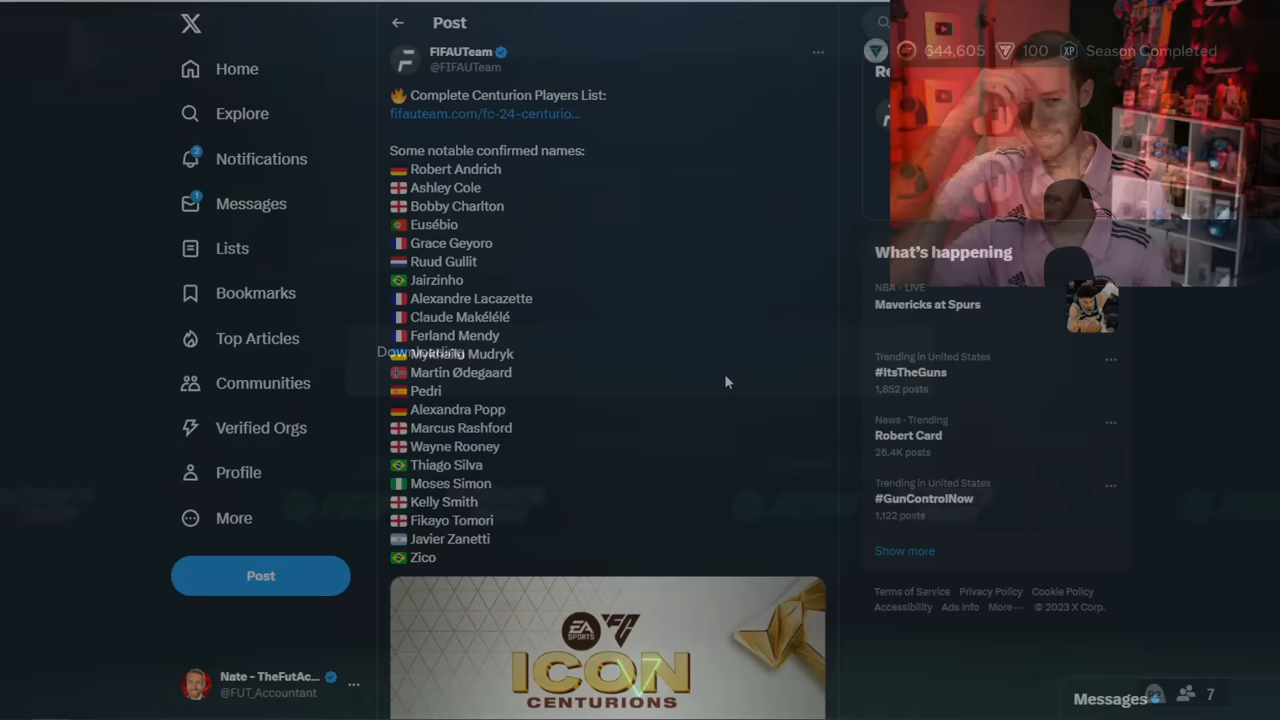 Post
FIFAUTeam
@FIFAUTeam
Home
Explore
2
Notifications
1
Messages
Lists
Bookmarks
Top Articles
Communities
Verified Orgs
Profile
More
Post
Nate - TheFutAc...
@FUT_Accountant
🔥 Complete Centurion Players List:
fifauteam.com/fc-24-centurio...
Some notable confirmed names:
Robert Andrich
Ashley Cole
Bobby Charlton
Eusébio
Grace Geyoro
Ruud Gullit
Jairzinho
Alexandre Lacazette
Claude Makélélé
Ferland Mendy
Mykhailo Mudryk
Martin Ødegaard
Pedri
Alexandra Popp
Marcus Rashford
Wayne Rooney
Thiago Silva
Moses Simon
Kelly Smith
Fikayo Tomori
Javier Zanetti
Zico
EA
SPORTS
FC
ICON
CENTURIONS
UT
644,605
100
XP
Season Completed
Re
What's happening
NBA · LIVE
Mavericks at Spurs
Trending in United States
#ItsTheGuns
1,852 posts
News · Trending
Robert Card
26.4K posts
Trending in United States
#GunControlNow
1,122 posts
Show more
Terms of Service Privacy Policy Cookie Policy
Accessibility Ads info More ··· © 2023 X Corp.
Messages
7